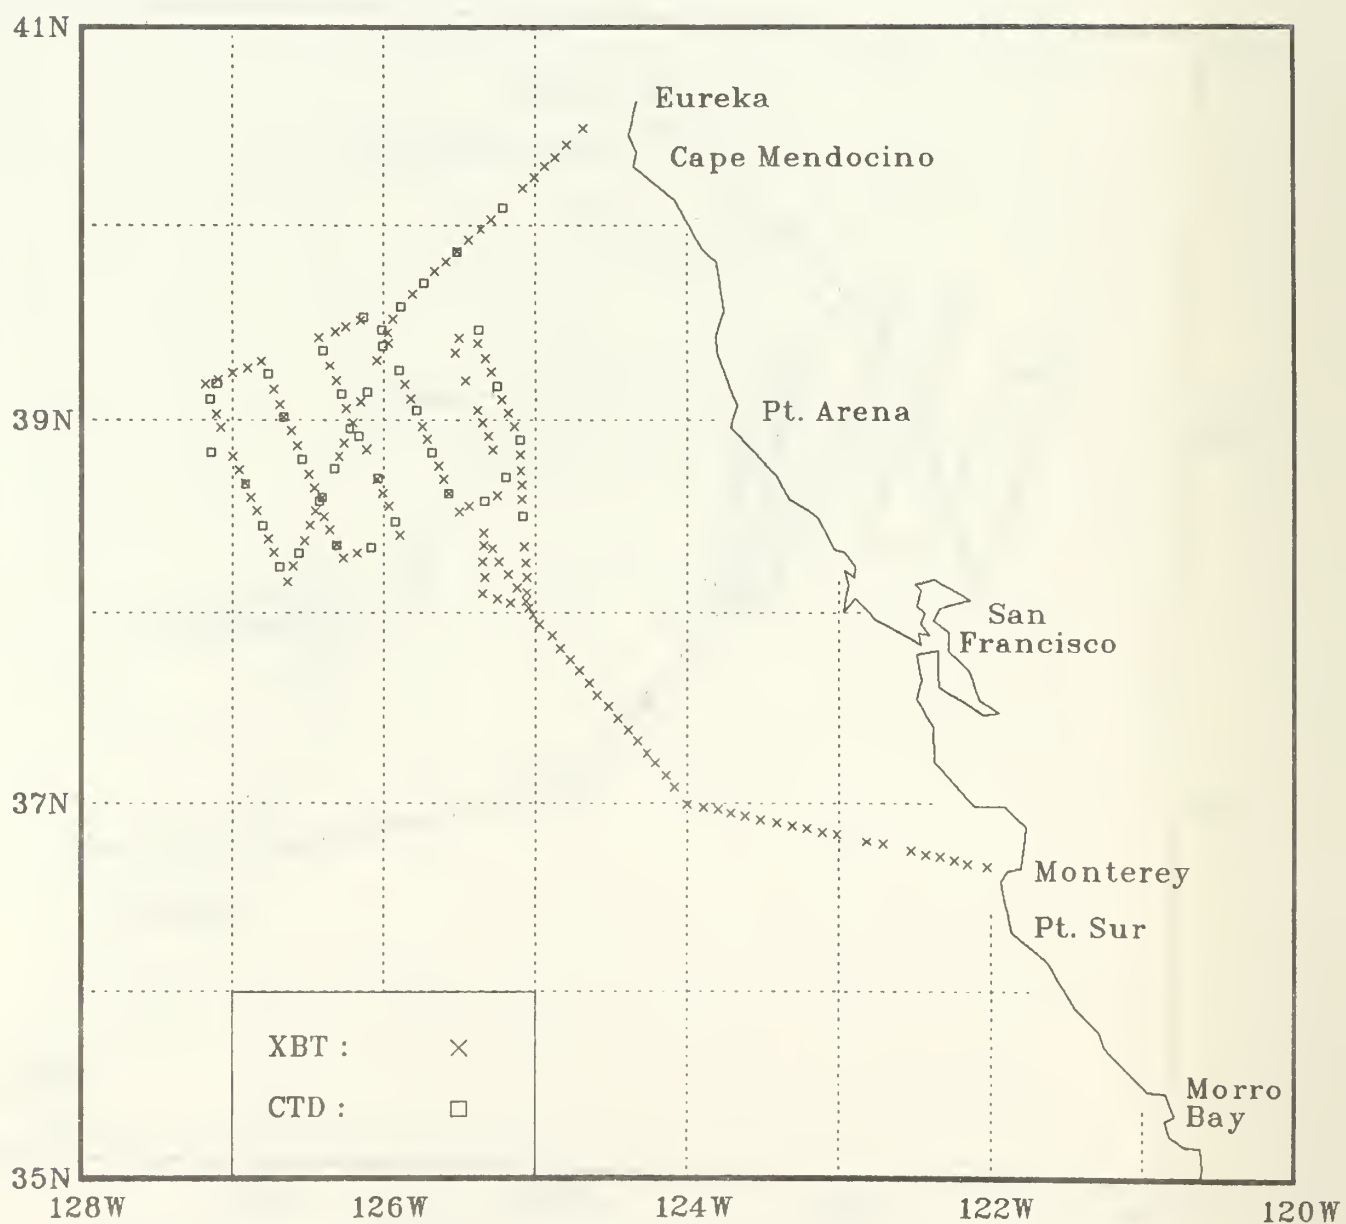 41N
Eureka
Cape Mendocino
39N
Pt. Arena
San
Francisco
37N
Monterey
Pt. Sur
XBT :
CTD :
Morro
Bay
35N
128W 126W 124W 122W 120W